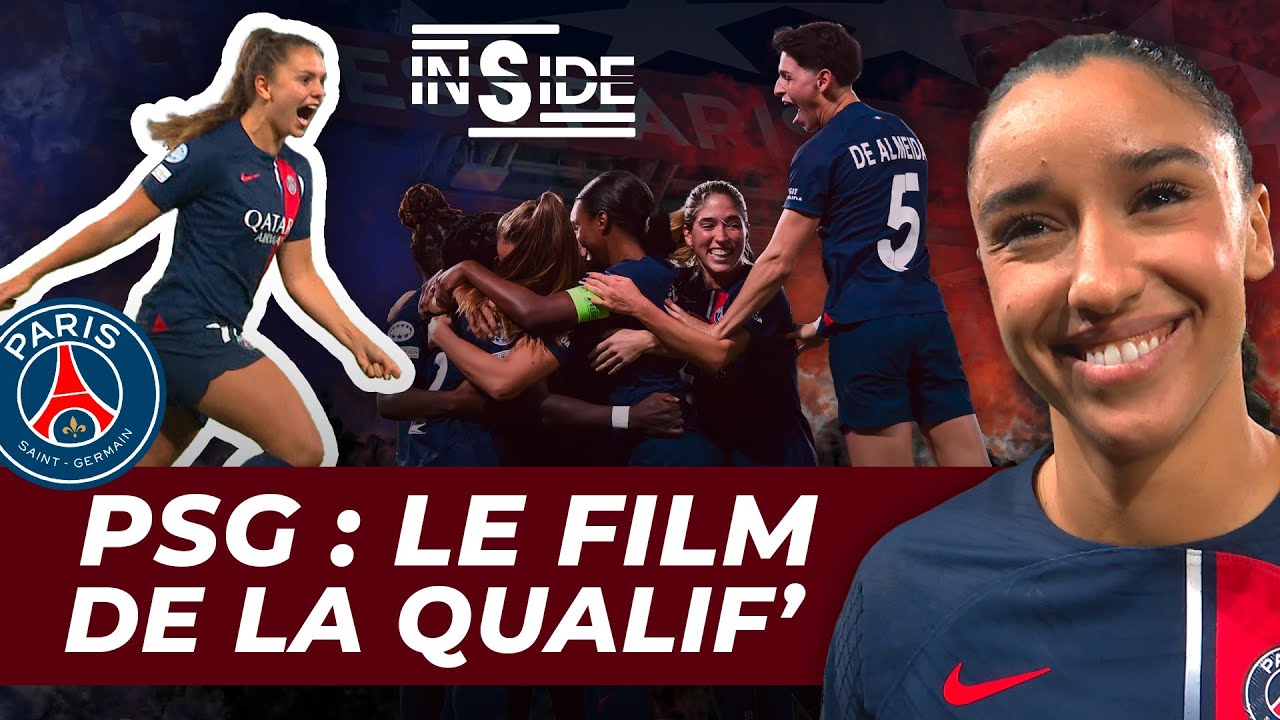 INSIDE
DE ALMEIDA
5
QATAR
PARIS
SAINT - GERMAIN
PSG : LE FILM
DE LA QUALIF’